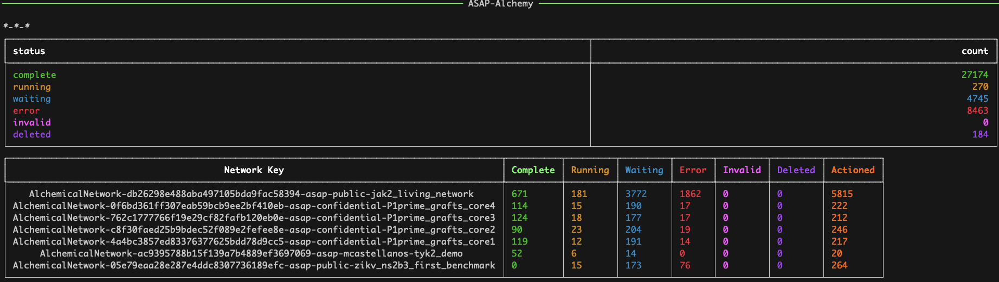 ASAP-Alchemy
*-*-*
status count
complete 27174
running 270
waiting 4745
error 8463
invalid 0
deleted 184
Network Key Complete Running Waiting Error Invalid Deleted Actioned
AlchemicalNetwork-db26298e488aba497105bda9fac58394-asap-public-jak2_living_network 671 181 3772 1862 0 0 5815
AlchemicalNetwork-0f6bd361ff307eab59bcb9ee2bf410eb-asap-confidential-P1prime_grafts_core4 114 15 190 17 0 0 222
AlchemicalNetwork-762c1777766f19e29cf82fafb120eb0e-asap-confidential-P1prime_grafts_core3 124 18 177 17 0 0 212
AlchemicalNetwork-c8f30faed25b9bdec52f089e2fefee8e-asap-confidential-P1prime_grafts_core2 90 23 204 19 0 0 246
AlchemicalNetwork-4a4bc3857ed83376377625bdd78d9cc5-asap-confidential-P1prime_grafts_core1 119 12 191 14 0 0 217
AlchemicalNetwork-ac9395788b15f139a7b4889ef3697069-asap-mcastellanos-tyk2_demo 52 6 14 0 0 0 20
AlchemicalNetwork-05e79eaa28e287e4ddc8307736189efc-asap-public-zikv_ns2b3_first_benchmark 0 15 173 76 0 0 264